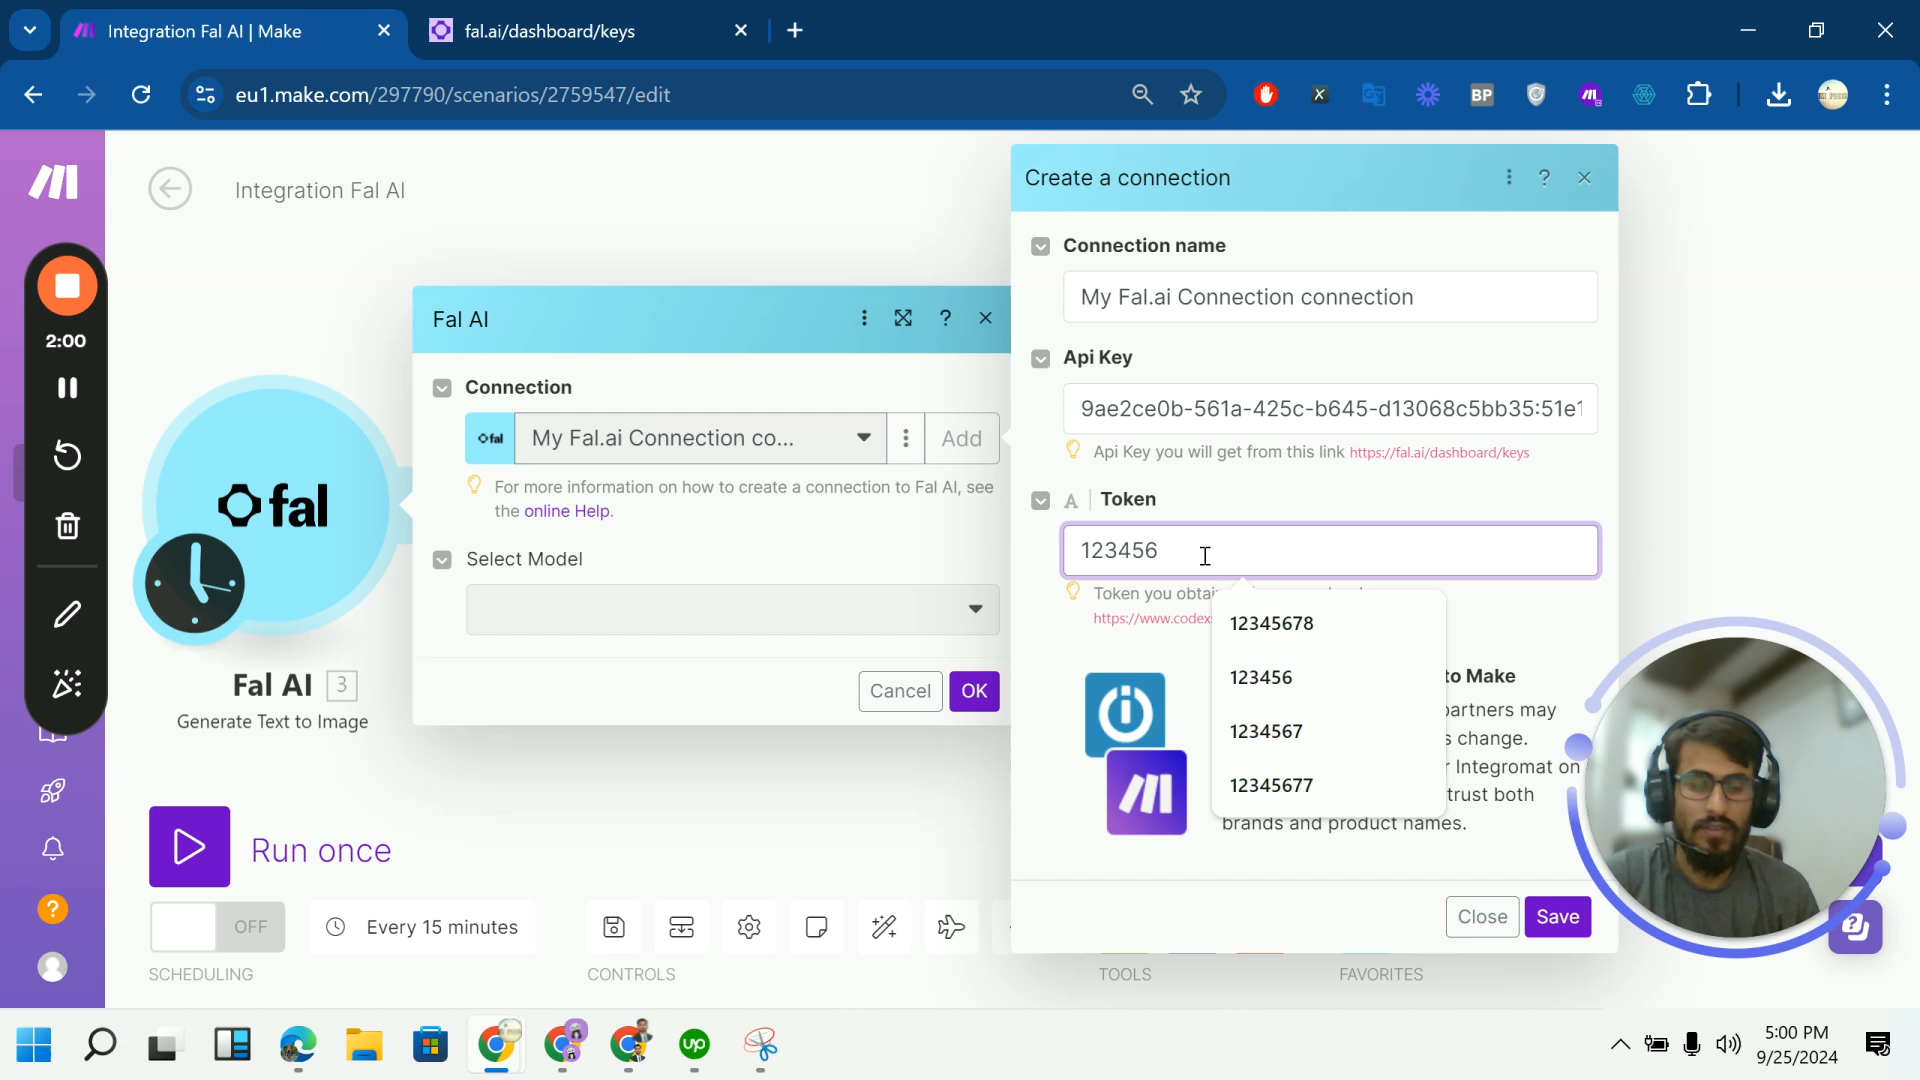 Integration Fal AI | Make
fal.ai/dashboard/keys
eu1.make.com/297790/scenarios/2759547/edit
BP
Integration Fal AI
2:00
fal
Fal AI 3
Generate Text to Image
Fal AI
Connection
fal
My Fal.ai Connection co...
Add
For more information on how to create a connection to Fal AI, see
the online Help.
Select Model
Cancel
OK
Create a connection
Connection name
My Fal.ai Connection connection
Api Key
9ae2ce0b-561a-425c-b645-d13068c5bb35:51e1
Api Key you will get from this link https://fal.ai/dashboard/keys
A Token
123456
Token you
https://www.
12345678
123456
1234567
12345677
to Make
partners may
s change.
r Integromat on
trust both
brands and product names.
Close
Save
Run once
OFF
Every 15 minutes
SCHEDULING
CONTROLS
TOOLS
FAVORITES
up
5:00 PM
9/25/2024